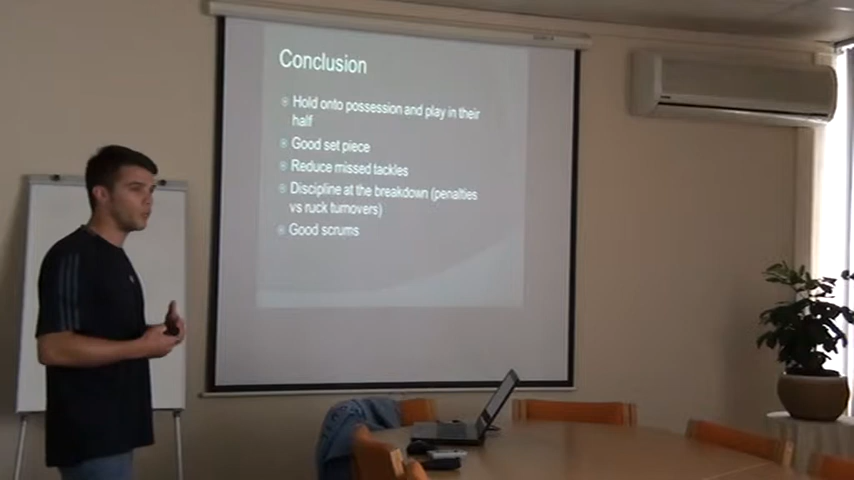 Conclusion
Hold onto possession and play in their
half
Good set piece
Reduce missed tackles
Discipline at the breakdown (penalties
vs ruck turnovers)
Good scrums